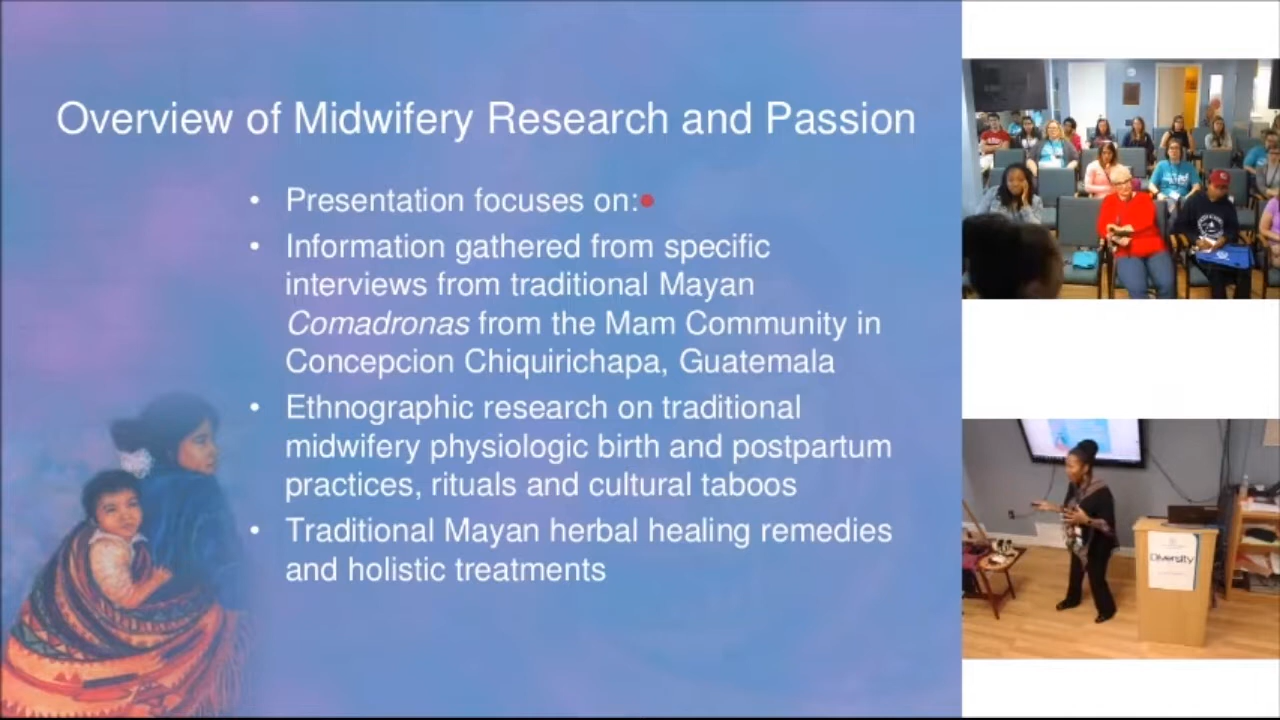 Overview of Midwifery Research and Passion
• Presentation focuses on:
• Information gathered from specific
interviews from traditional Mayan
Comadronas from the Mam Community in
Concepcion Chiquirichapa, Guatemala
• Ethnographic research on traditional
midwifery physiologic birth and postpartum
practices, rituals and cultural taboos
• Traditional Mayan herbal healing remedies
and holistic treatments
Diversity